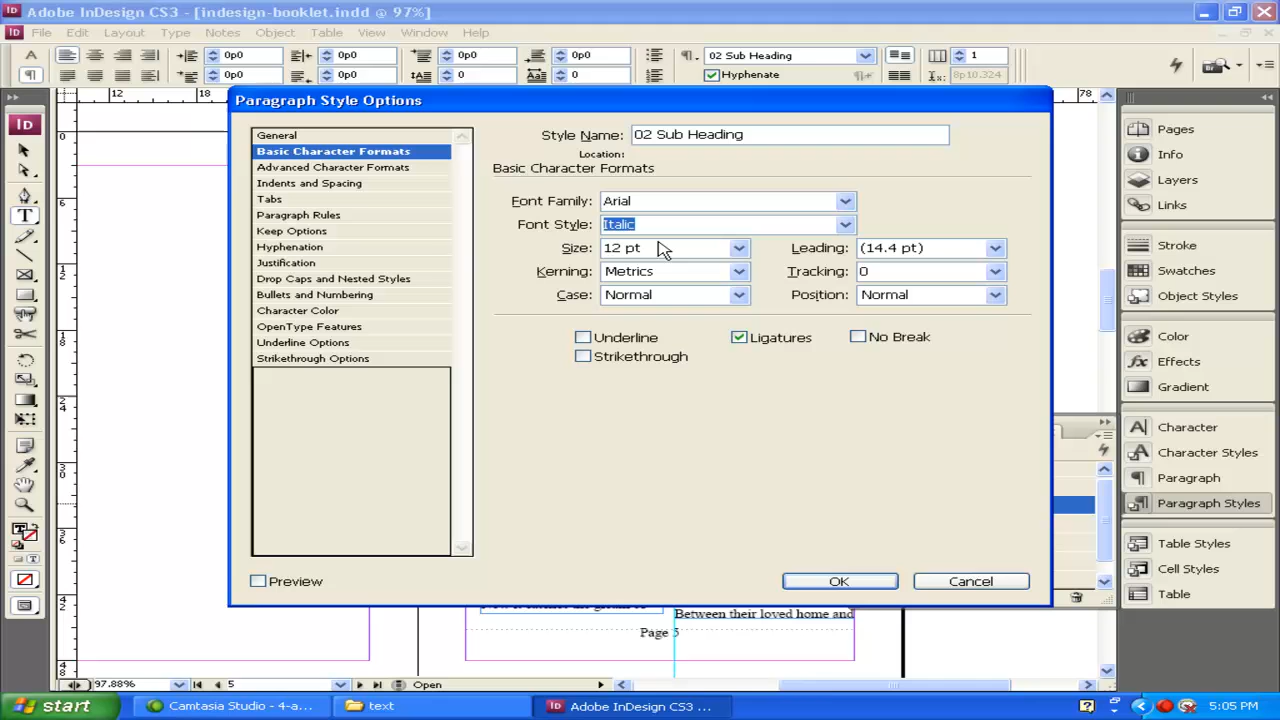 Adobe InDesign CS3 - [indesign-booklet.indd @ 97%]
File Edit Layout Type Notes Object Table View Window Help
A 0p0 0p0 0p0 0p0 02 Sub Heading 1
0p0 0p0 0 0 Hyphenate 8p10.324
12 18 78
Paragraph Style Options
General
Basic Character Formats
Advanced Character Formats
Indents and Spacing
Tabs
Paragraph Rules
Keep Options
Hyphenation
Justification
Drop Caps and Nested Styles
Bullets and Numbering
Character Color
OpenType Features
Underline Options
Strikethrough Options
Style Name: 02 Sub Heading
Location:
Basic Character Formats
Font Family: Arial
Font Style: Italic
Size: 12 pt Leading: (14.4 pt)
Kerning: Metrics Tracking: 0
Case: Normal Position: Normal
Underline Ligatures No Break
Strikethrough
Preview OK Cancel
Pages
Info
Layers
Links
Stroke
Swatches
Object Styles
Color
Effects
Gradient
Character
Character Styles
Paragraph
Paragraph Styles
Table Styles
Cell Styles
Table
Between their loved home and
Page 5
97.88% 5 Open
start Camtasia Studio - 4-a... text Adobe InDesign CS3 ... 5:05 PM